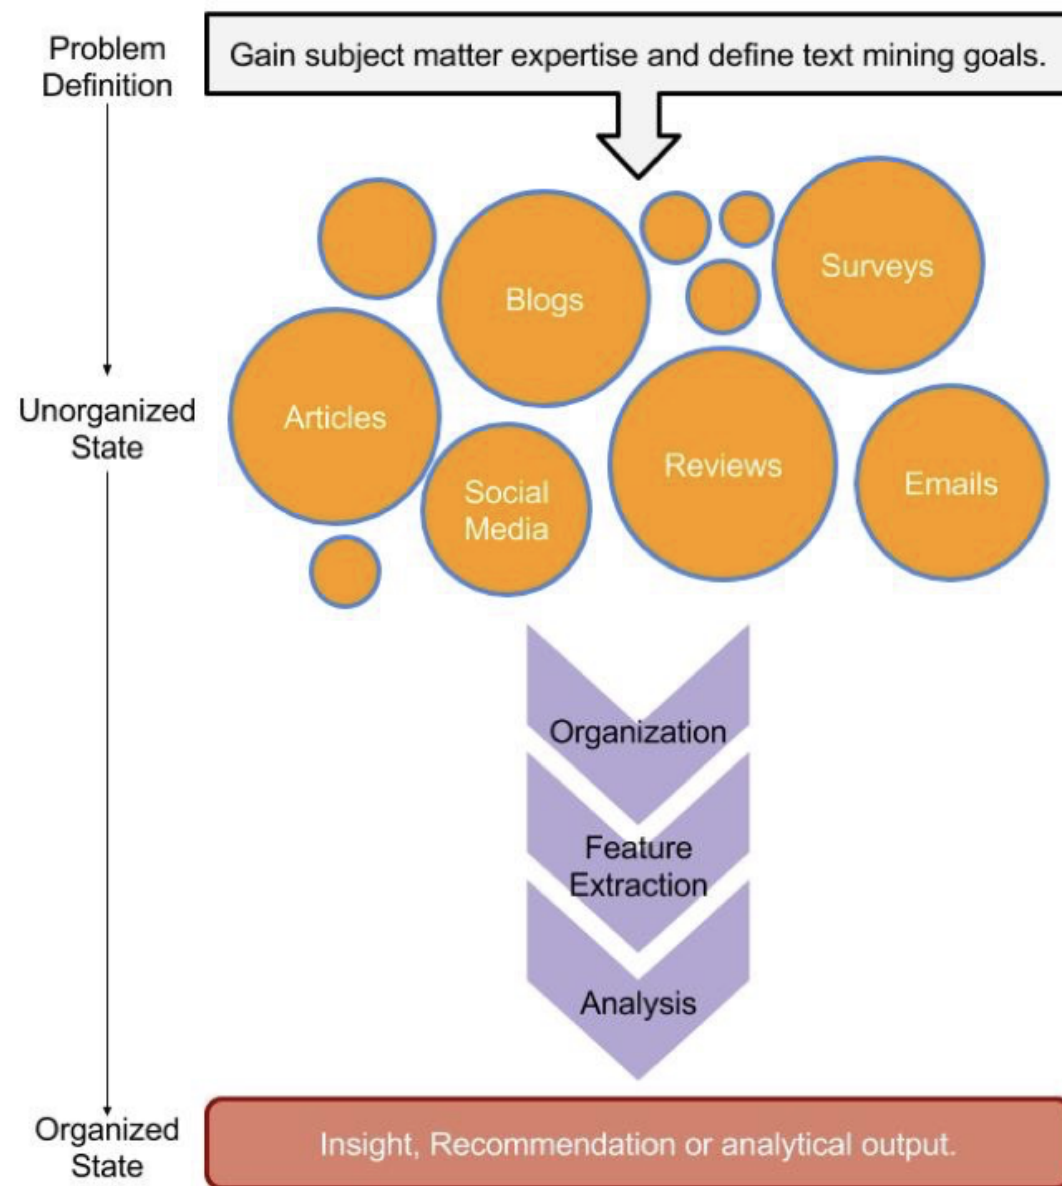 Problem
Definition
Gain subject matter expertise and define text mining goals.
Surveys
Blogs
Unorganized
State
Articles
Reviews
Social
Media
Emails
Organization
Feature
Extraction
Analysis
Organized
State
Insight, Recommendation or analytical output.